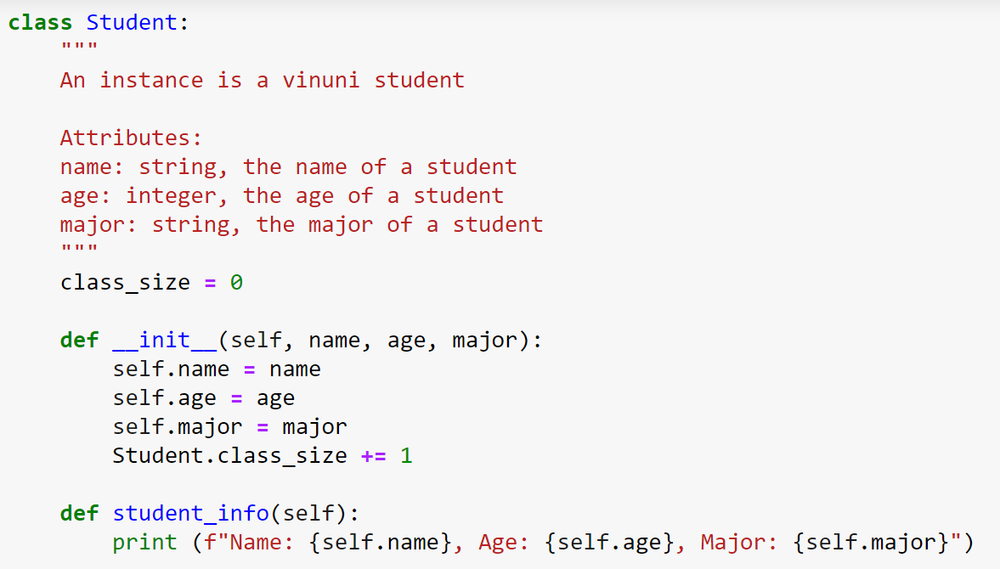 class Student:
    """
    An instance is a vinuni student

    Attributes:
    name: string, the name of a student
    age: integer, the age of a student
    major: string, the major of a student
    """
    class_size = 0

    def __init__(self, name, age, major):
        self.name = name
        self.age = age
        self.major = major
        Student.class_size += 1

    def student_info(self):
        print (f"Name: {self.name}, Age: {self.age}, Major: {self.major}")